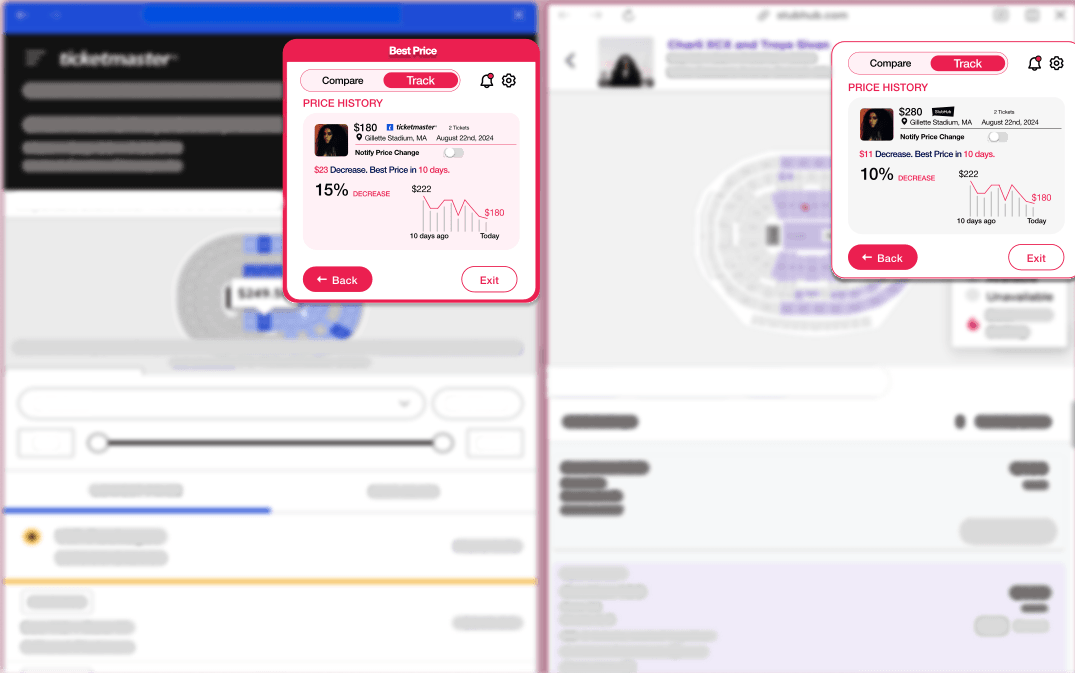 stubhub.com
ticketmaster
Best Price
Compare Track
PRICE HISTORY
$180 ticketmaster 2 Tickets
Gillette Stadium, MA August 22nd, 2024
Notify Price Change
$23 Decrease. Best Price in 10 days.
15% DECREASE
$222
$180
10 days ago Today
← Back Exit
Charli XCX and Troye Sivan
Compare Track
PRICE HISTORY
$280 StubHub 2 Tickets
Gillette Stadium, MA August 22nd, 2024
Notify Price Change
$11 Decrease. Best Price in 10 days.
10% DECREASE
$222
$180
10 days ago Today
← Back Exit
Unavailable